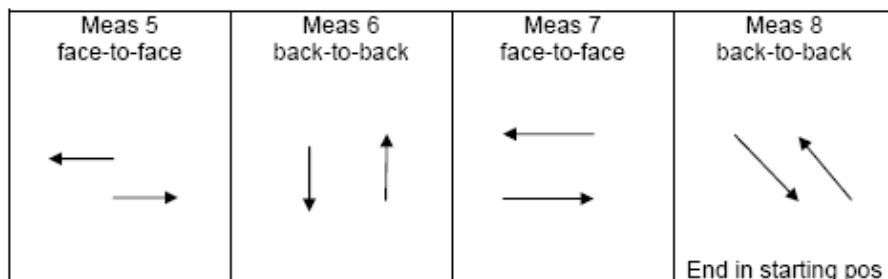 Meas 5
face-to-face
Meas 6
back-to-back
Meas 7
face-to-face
Meas 8
back-to-back
End in starting pos